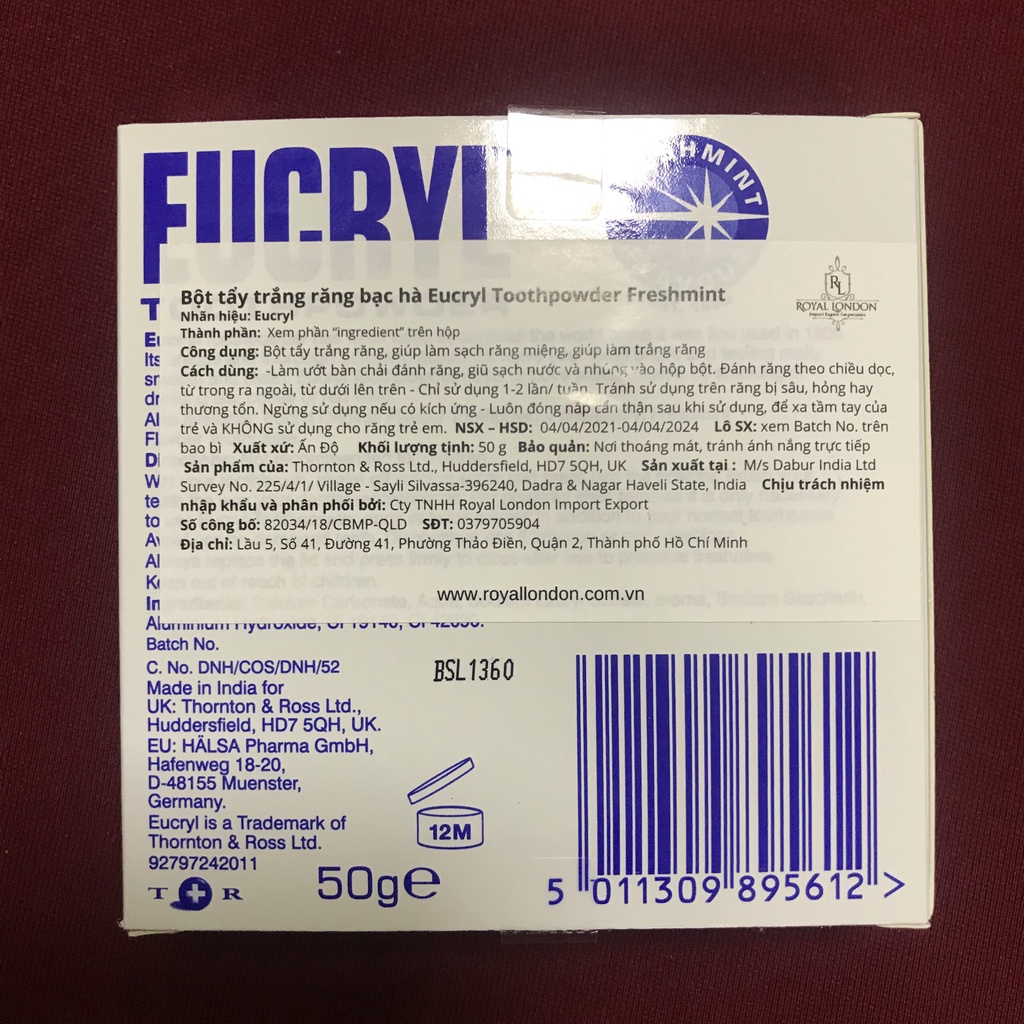 EUCRYL
HMINT
Bột tẩy trắng răng bạc hà Eucryl Toothpowder Freshmint
Nhãn hiệu: Eucryl
Thành phần: Xem phần "ingredient" trên hộp
Công dụng: Bột tẩy trắng răng, giúp làm sạch răng miệng, giúp làm trắng răng
Cách dùng: -Làm ướt bàn chải đánh răng, giũ sạch nước và nhúng vào hộp bột. Đánh răng theo chiều dọc,
từ trong ra ngoài, từ dưới lên trên - Chỉ sử dụng 1-2 lần/ tuần. Tránh sử dụng trên răng bị sâu, hỏng hay
thương tổn. Ngừng sử dụng nếu có kích ứng - Luôn đóng nắp cẩn thận sau khi sử dụng, để xa tầm tay của
trẻ và KHÔNG sử dụng cho răng trẻ em. NSX – HSD: 04/04/2021-04/04/2024 Lô SX: xem Batch No. trên
bao bì Xuất xứ: Ấn Độ Khối lượng tịnh: 50 g Bảo quản: Nơi thoáng mát, tránh ánh nắng trực tiếp
Sản phẩm của: Thornton & Ross Ltd., Huddersfield, HD7 5QH, UK Sản xuất tại : M/s Dabur India Ltd
Survey No. 225/4/1/ Village - Sayli Silvassa-396240, Dadra & Nagar Haveli State, India Chịu trách nhiệm
nhập khẩu và phân phối bởi: Cty TNHH Royal London Import Export
Số công bố: 82034/18/CBMP-QLD SĐT: 0379705904
Địa chỉ: Lầu 5, Số 41, Đường 41, Phường Thảo Điền, Quận 2, Thành phố Hồ Chí Minh
www.royallondon.com.vn
RL
ROYAL LONDON
Import Export Corporation
Batch No.
BSL1360
C. No. DNH/COS/DNH/52
Made in India for
UK: Thornton & Ross Ltd.,
Huddersfield, HD7 5QH, UK.
EU: HÄLSA Pharma GmbH,
Hafenweg 18-20,
D-48155 Muenster,
Germany.
Eucryl is a Trademark of
Thornton & Ross Ltd.
92797242011
T R
50g℮
12M
5 011309 895612 >